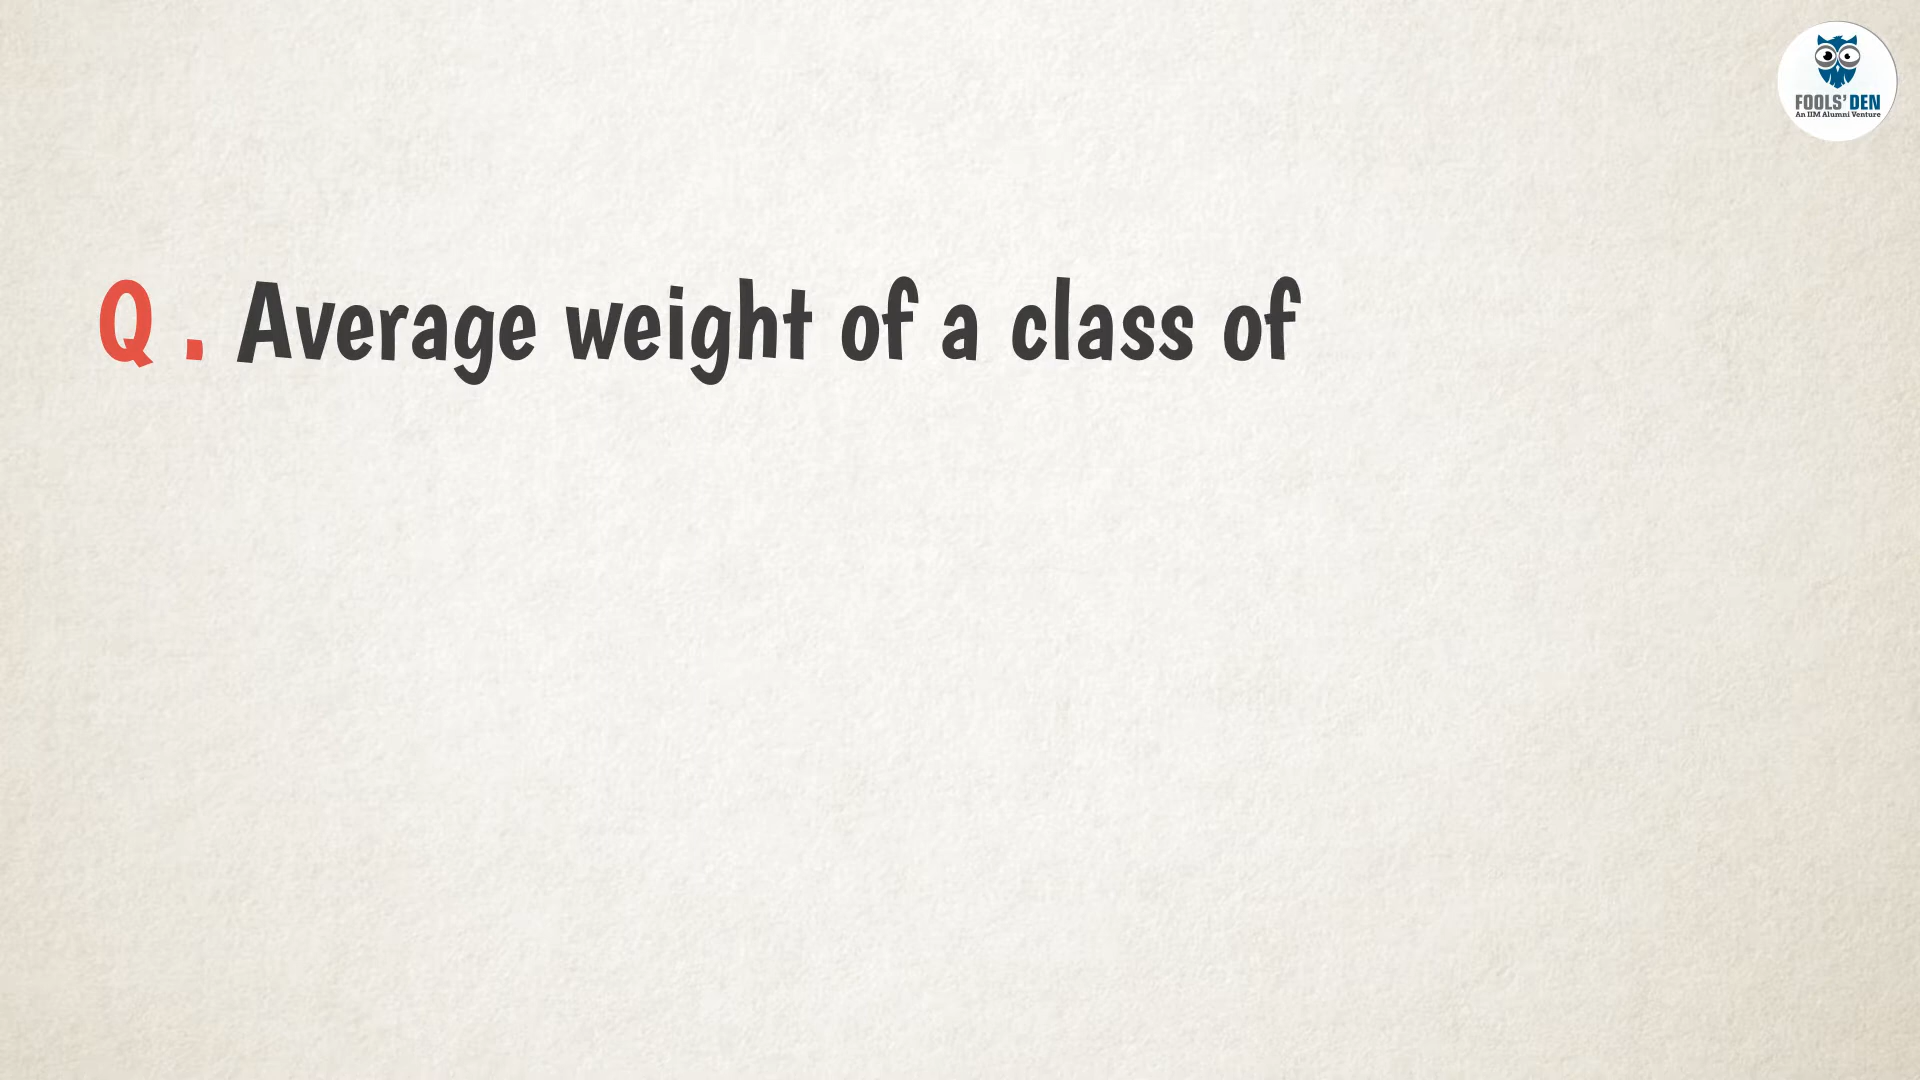 FOOLS' DEN
An IIM Alumni Venture
Q . Average weight of a class of